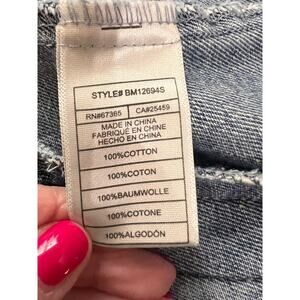 STYLE# BM12694S
RN#67365 CA#25459
MADE IN CHINA
FABRIQUÉ EN CHINE
HECHO EN CHINA
100%COTTON
100%COTON
100%BAUMWOLLE
100%COTONE
100%ALGODÓN